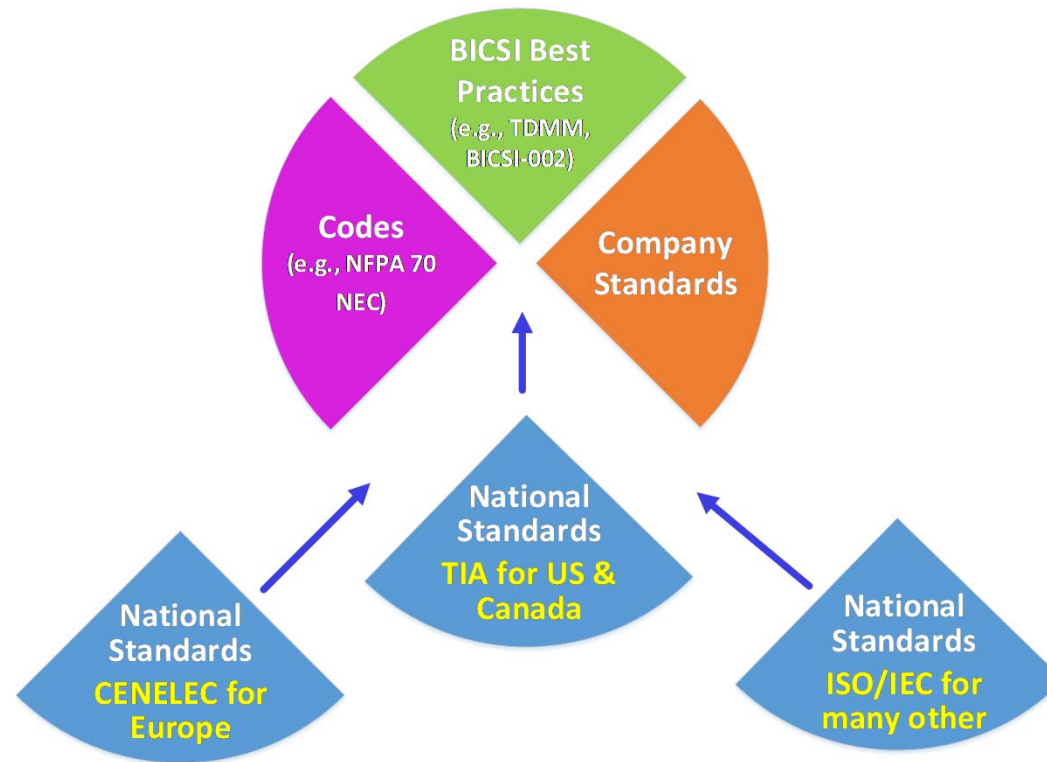 BICSI Best
Practices
(e.g., TDMM,
BICSI-002)
Codes
(e.g., NFPA 70
NEC)
Company
Standards
National
Standards
TIA for US &
Canada
National
Standards
CENELEC for
Europe
National
Standards
ISO/IEC for
many other